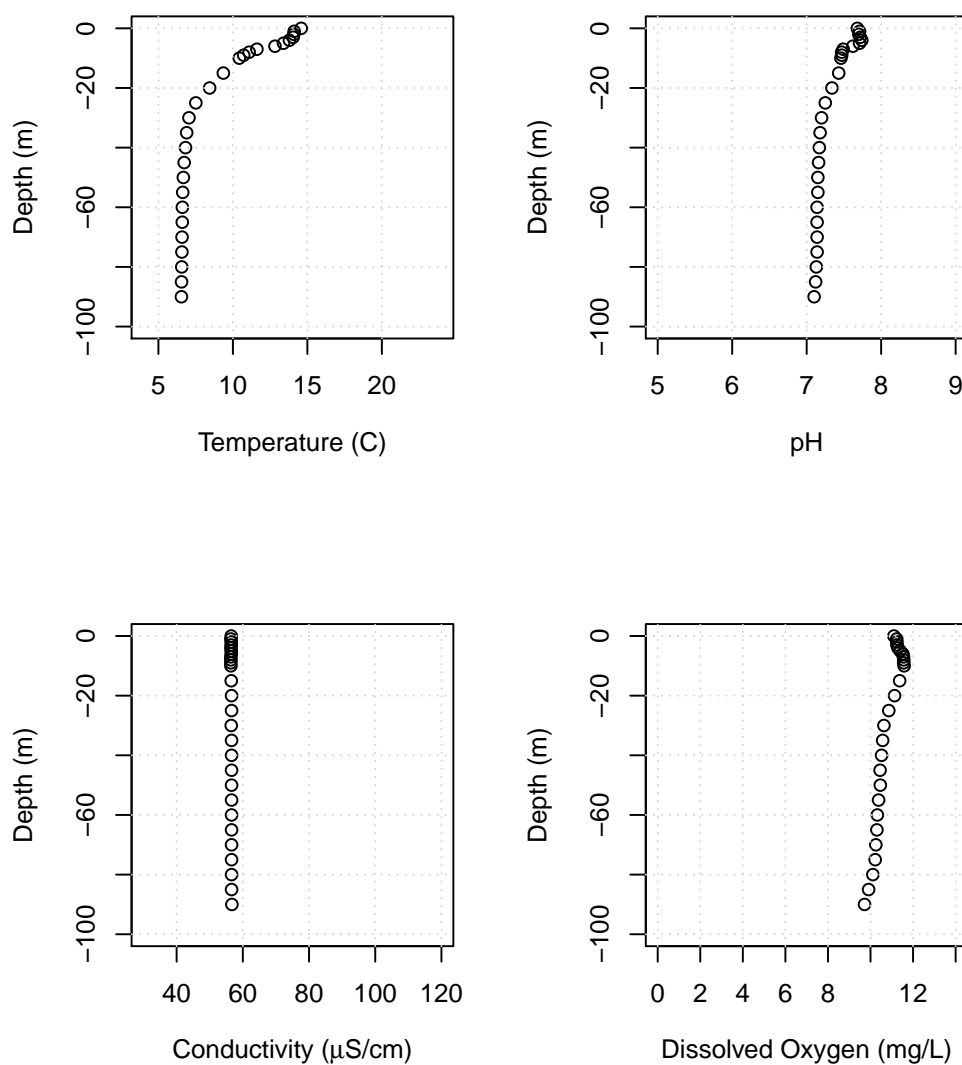 0
−20
−60
−100
Depth (m)
5 10 15 20
Temperature (C)
0
−20
−60
−100
Depth (m)
5 6 7 8 9
pH
0
−20
−60
−100
Depth (m)
40 60 80 100 120
Conductivity (μS/cm)
0
−20
−60
−100
Depth (m)
0 2 4 6 8 12
Dissolved Oxygen (mg/L)